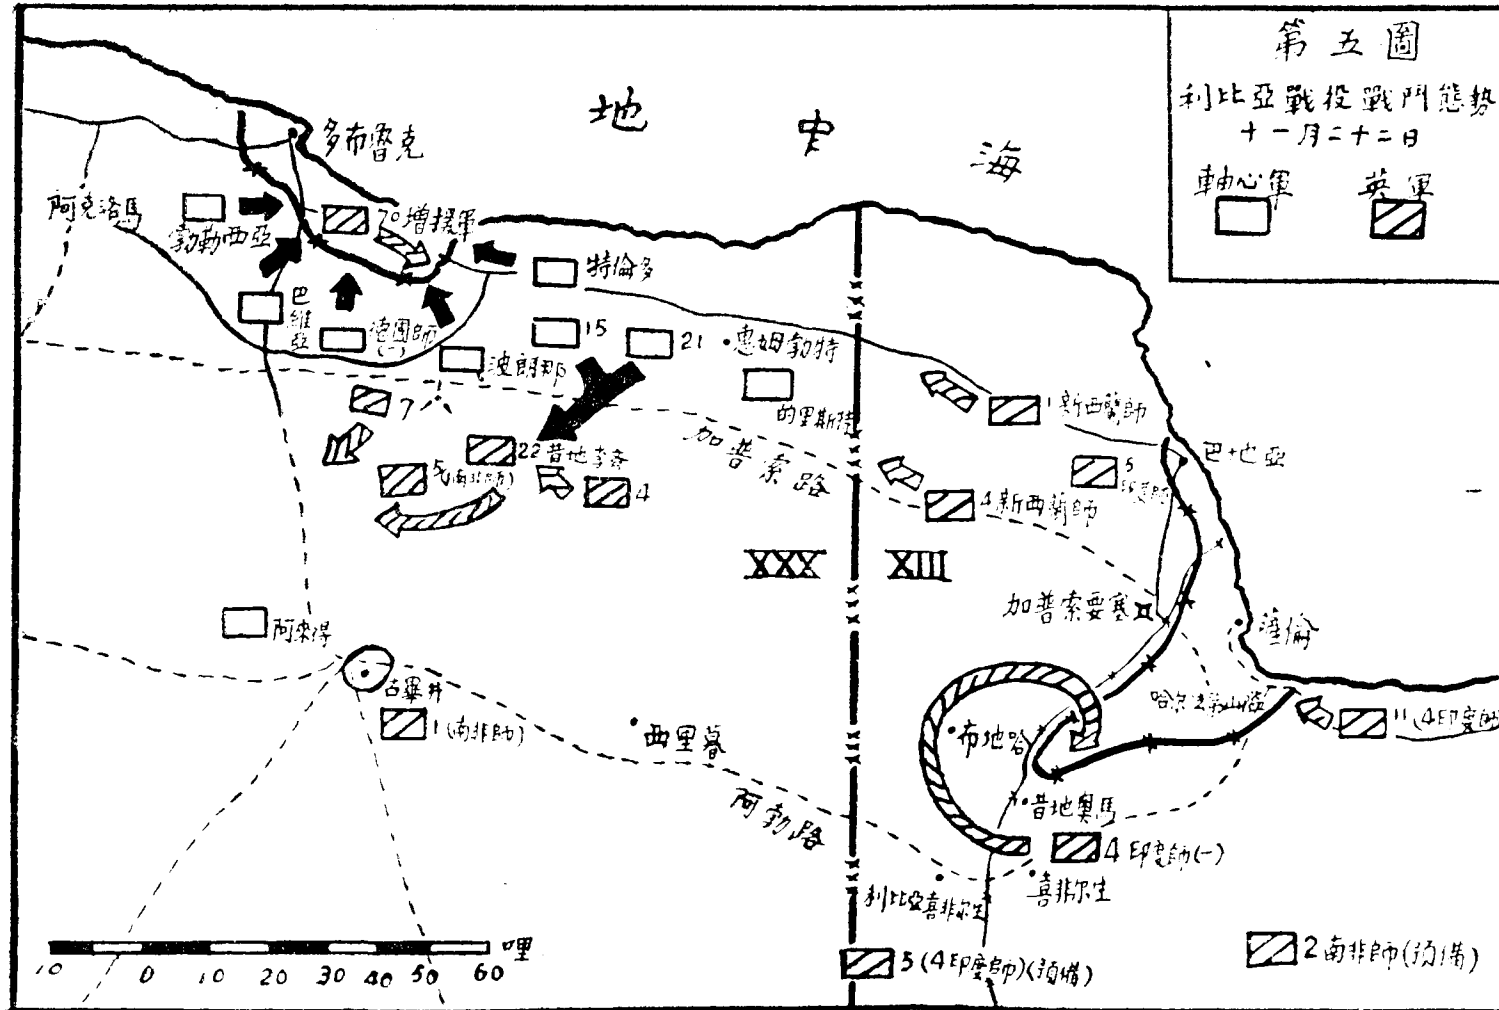 第五圖
利比亞戰役戰鬥態勢
十一月二十二日
軸心軍 英軍
地中海
多布魯克
阿克洛馬
勃勒西亞
70增援軍
特倫多
巴維亞
德國師(一)
波朗那
15
21
惠姆勃特
的里斯特
7
22昔地李齐
5(南非師)
4
加普索路
1新西蘭師
巴地亞
5
4新西蘭師
XXX XIII
加普索要塞
薩倫
阿來得
古畢井
1(南非師)
西里暮
阿勃路
布地哈
昔地奧馬
11(4印度師
4印度師(一)
喜非尔生
利比亞喜非尔生
5(4印度師)(預備)
2南非師(預備)
哩
10 0 10 20 30 40 50 60